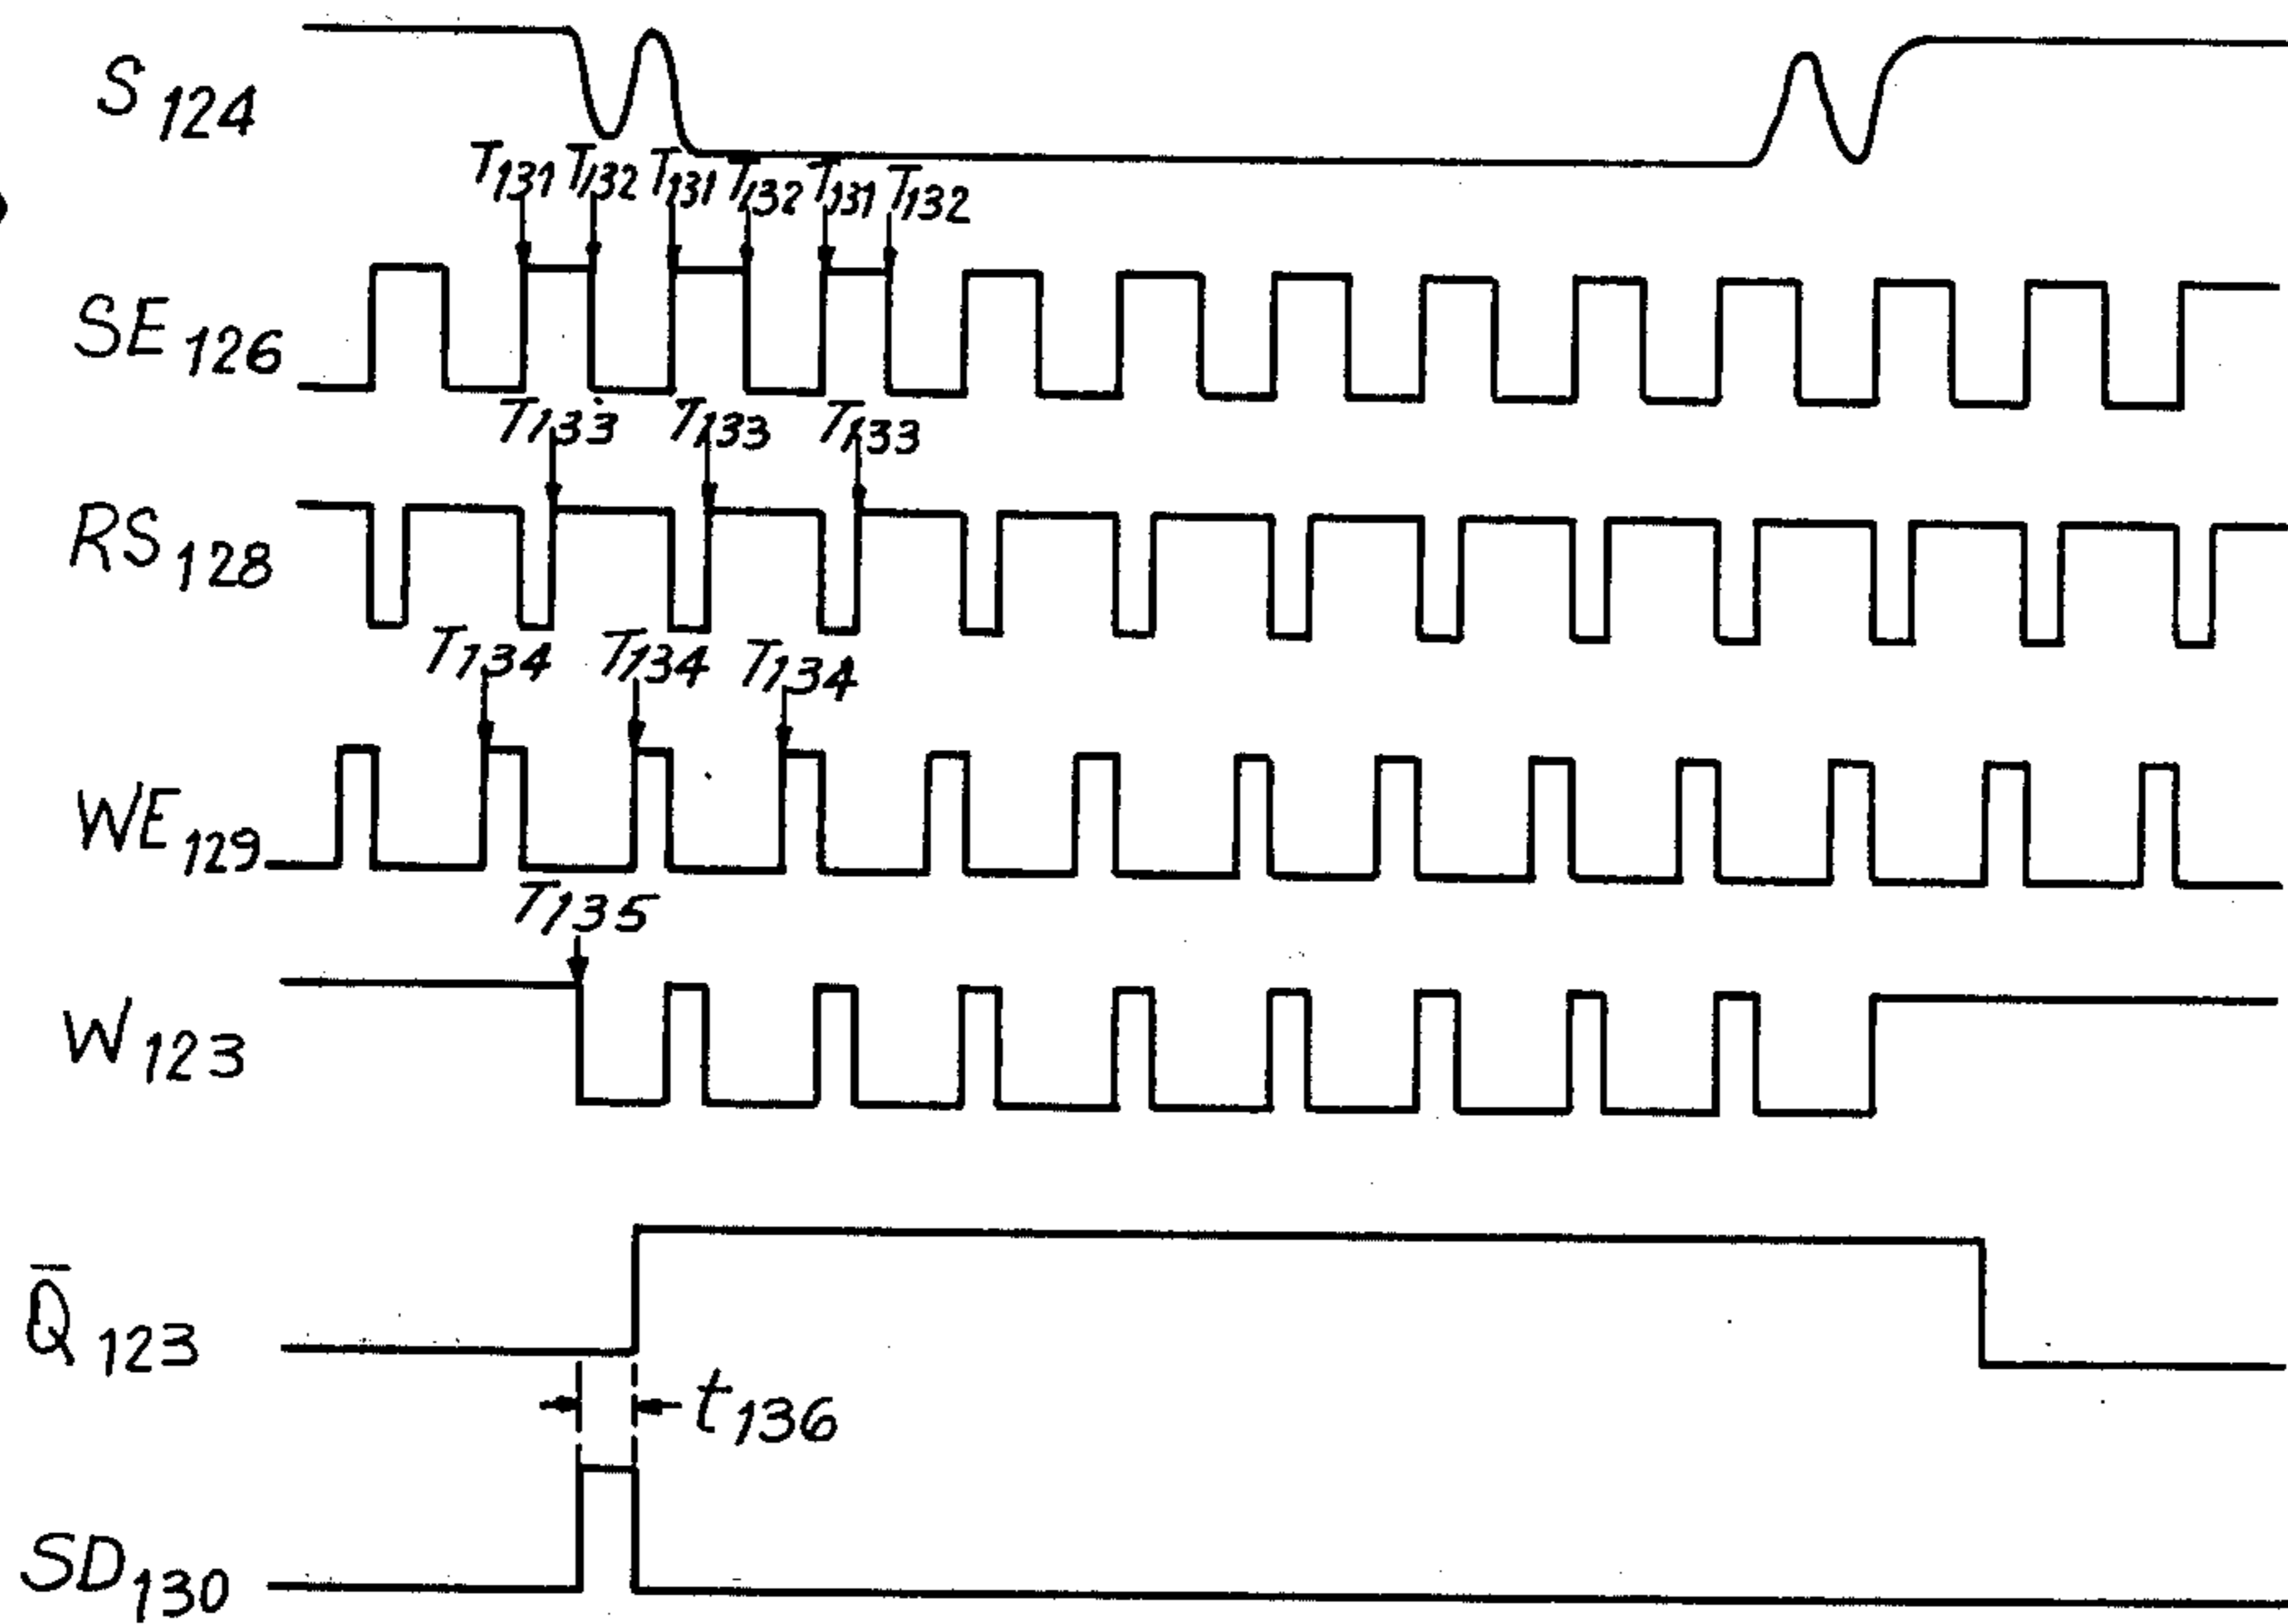 S124
T131 T132 T131 T132 T131 T132
SE126
T133 T133 T133
RS128
T134 T134 T134
WE129
T135
W123
Q̄123
t136
SD130